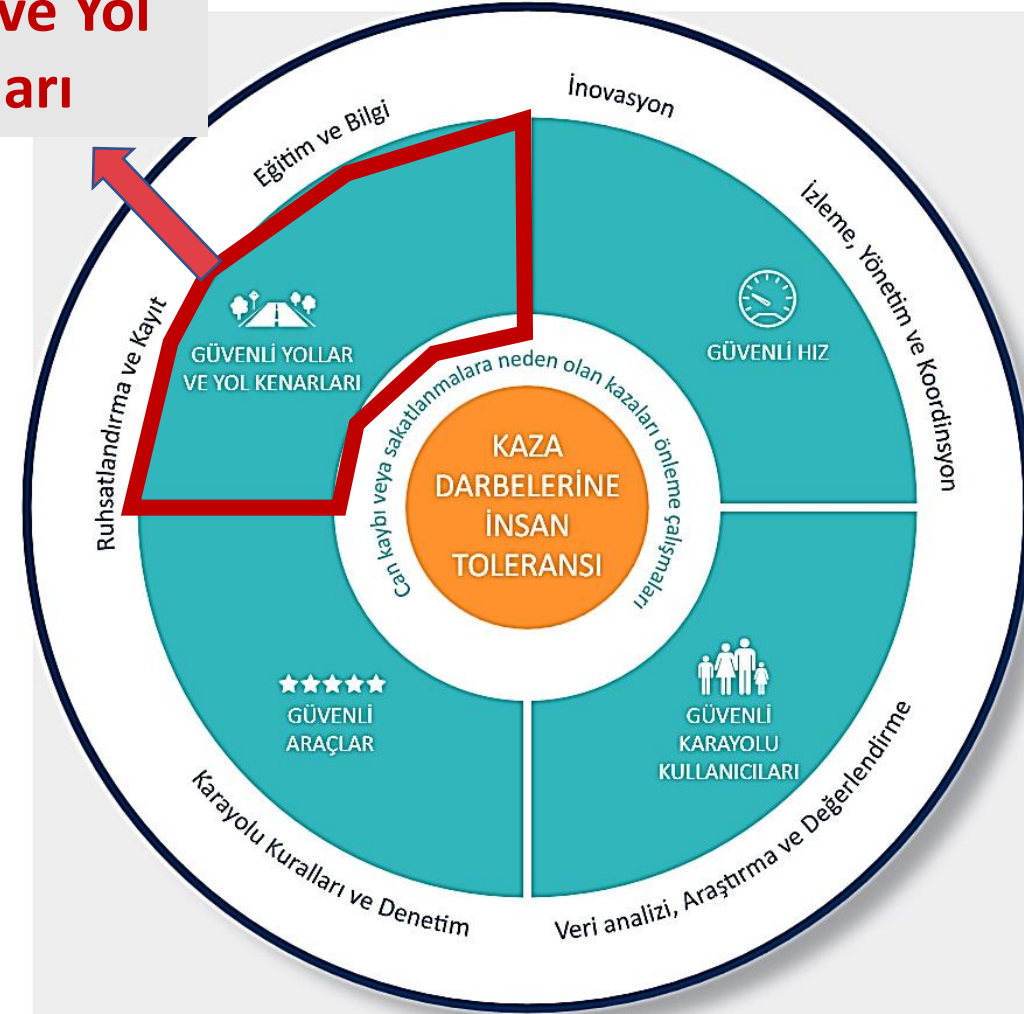 ve Yol
arı
Eğitim ve Bilgi
İnovasyon
İzleme, Yönetim ve Koordinsyon
Ruhsatlandırma ve Kayıt
GÜVENLİ YOLLAR
VE YOL KENARLARI
GÜVENLİ HIZ
Can kaybı veya sakatlanmalara neden olan kazaları önleme çalışmaları
KAZA
DARBELERİNE
İNSAN
TOLERANSI
GÜVENLİ
ARAÇLAR
GÜVENLİ
KARAYOLU
KULLANICILARI
Karayolu Kuralları ve Denetim
Veri analizi, Araştırma ve Değerlendirme